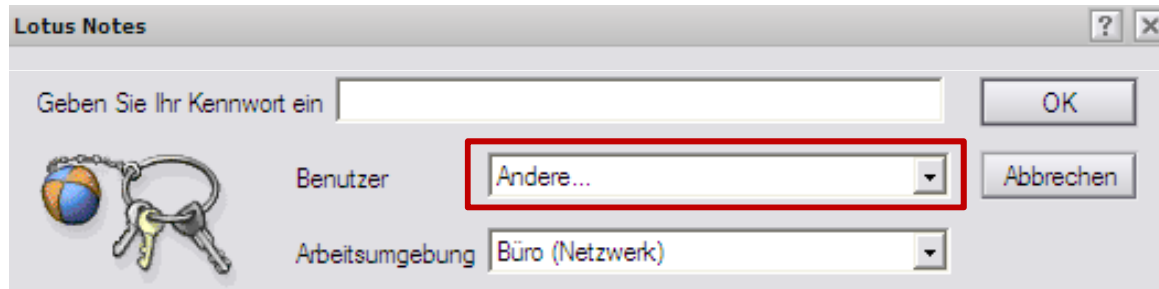 Lotus Notes
Geben Sie Ihr Kennwort ein
OK
Benutzer Andere... Abbrechen
Arbeitsumgebung Büro (Netzwerk)